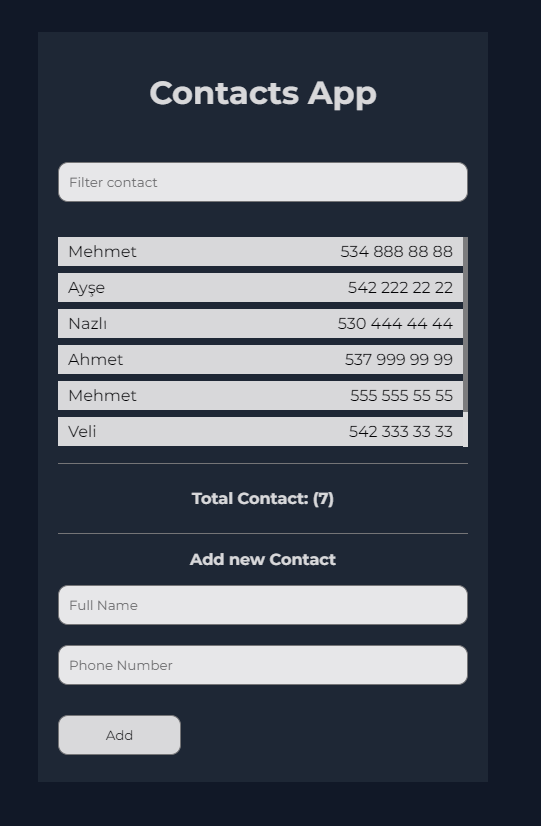 Contacts App
Filter contact
Mehmet 534 888 88 88
Ayşe 542 222 22 22
Nazlı 530 444 44 44
Ahmet 537 999 99 99
Mehmet 555 555 55 55
Veli 542 333 33 33
Total Contact: (7)
Add new Contact
Full Name
Phone Number
Add